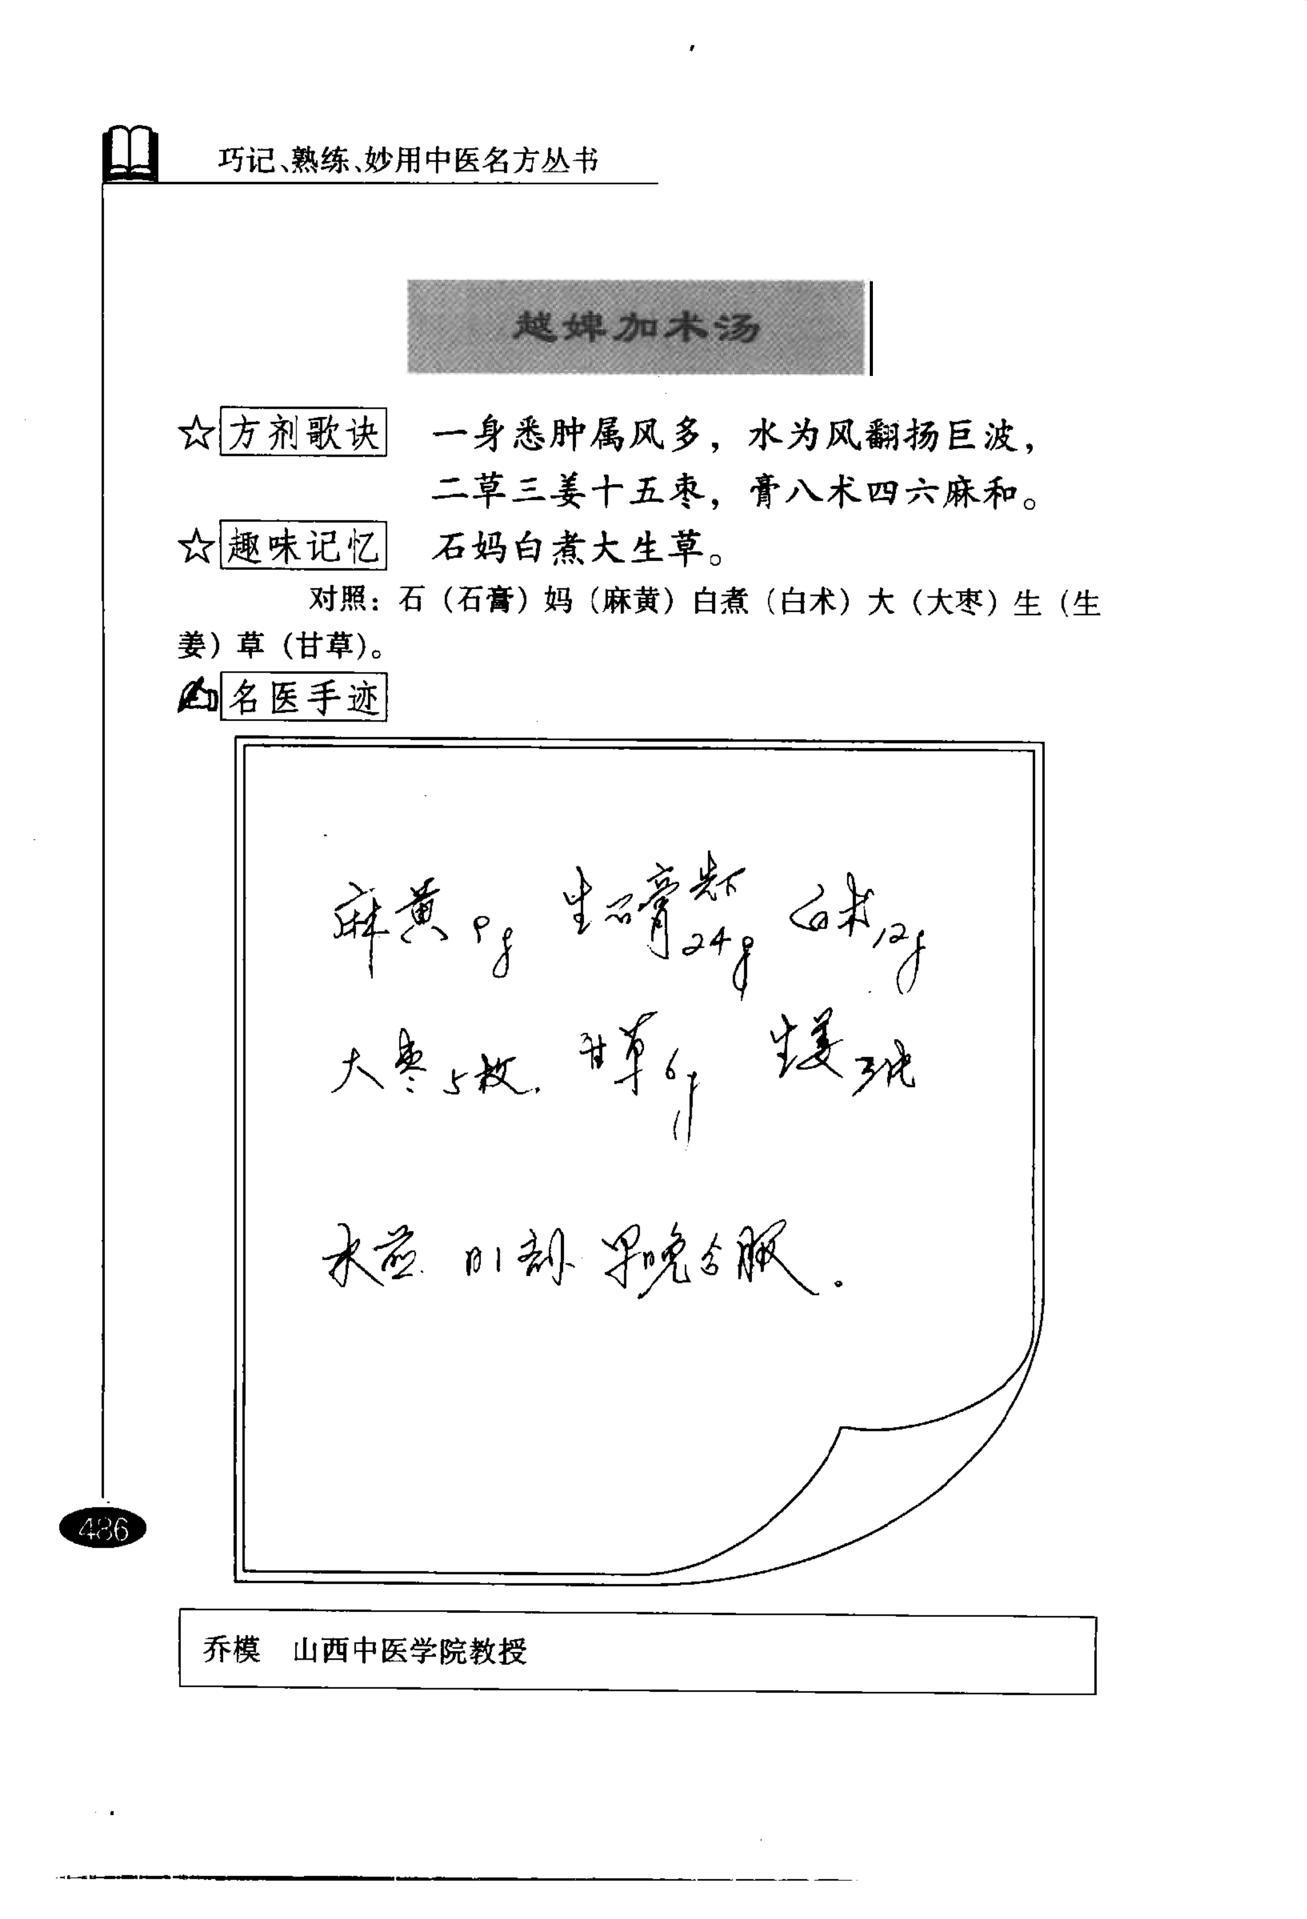 巧记、熟练、妙用中医名方丛书
越婢加术汤
☆方剂歌诀 一身悉肿属风多，水为风翻扬巨波，
二草三姜十五枣，膏八术四六麻和。
☆趣味记忆 石妈白煮大生草。
对照：石（石膏）妈（麻黄）白煮（白术）大（大枣）生（生
姜）草（甘草）。
名医手迹
麻黄9g 生石膏先下24g 白术12g
大枣5枚. 甘草6g 生姜三片
水煎 日1剂 早晚分服.
486
乔模 山西中医学院教授